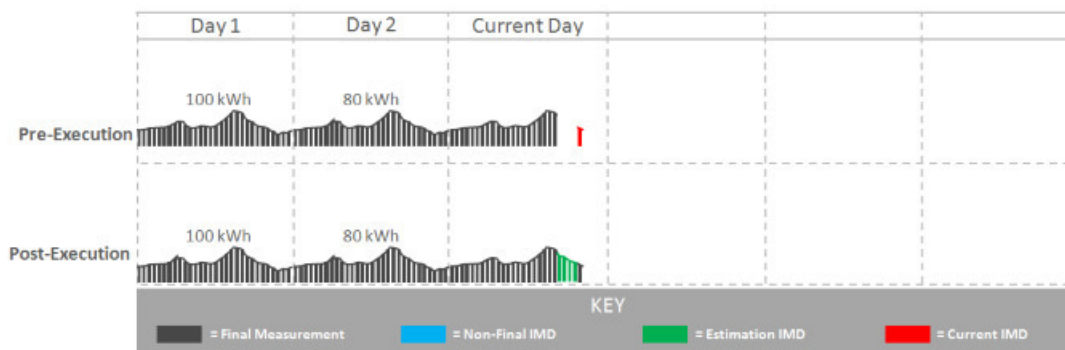 Day 1 Day 2 Current Day
100 kWh 80 kWh
Pre-Execution
100 kWh 80 kWh
Post-Execution
KEY
= Final Measurement = Non-Final IMD = Estimation IMD = Current IMD